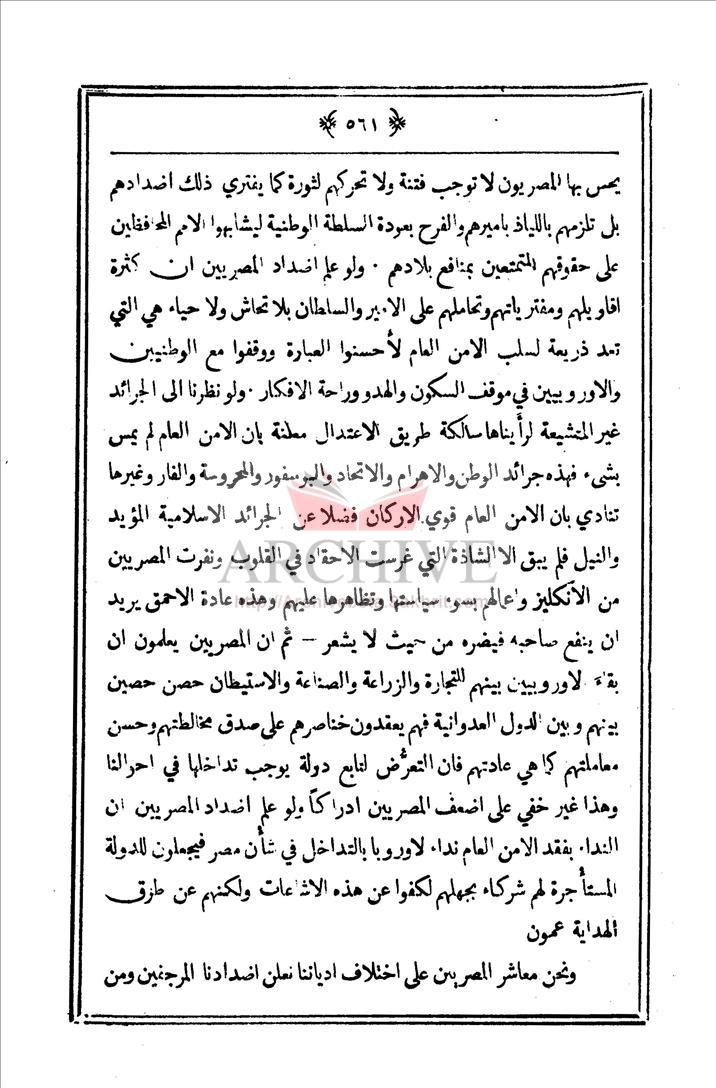 ﴿ ٥٦١ ﴾
يحس بها المصريون لا توجب فتنة ولا تحركهم لثورة كما يفتري ذلك اضدادهم
بل تلزمهم باللياذ باميرهم والفرح بعودة السلطة الوطنية ليشابهوا الامم المحافظين
على حقوقهم المتمتعين بمنافع بلادهم ٠ ولو علم اضداد المصريين ان كثرة
اقاويلهم ومفترياتهم وتحاملهم على الامير والسلطان بلا تحاش ولا حياء هي التي
تعد ذريعة لسلب الامن العام لأحسنوا العبارة ووقفوا مع الوطنيين
والاوروبيين في موقف السكون والهدو وراحة الافكار ٠ ولو نظرنا الى الجرائد
غير المتشيعة لرأيناها سالكة طريق الاعتدال معلنة بان الامن العام لم يمس
بشيء فهذه جرائد الوطن والاهرام والاتحاد والبوسفور والمحروسة والفار وغيرها
تنادي بان الامن العام قوي الاركان فضلا عن الجرائد الاسلامية المؤيد
والنيل فلم يبق الا الشاذة التي غرست الاحقاد في القلوب ونفرت المصريين
من الأنكليز واعمالهم بسوء سياستها وتظاهرها عليهم وهذه عادة الاحمق يريد
ان ينفع صاحبه فيضره من حيث لا يشعر – ثم ان المصريين يعلمون ان
بقاء لاوروبيين بينهم للتجارة والزراعة والصناعة والاستيطان حصن حصين
بينهم وبين الدول العدوانية فهم يعقدون خناصرهم على صدق مخالطتهم وحسن
معاملتهم كما هي عادتهم فان التعرُّض لتابع دولة يوجب تداخلها في احوالنا
وهذا غير خفي على اضعف المصريين ادراكاً ولو علم اضداد المصريين ان
النداء بفقد الامن العام نداء لاوروبا بالتداخل في شأن مصر فيجعلون للدولة
المستأجرة لهم شركاء بجهلهم لكفوا عن هذه الاشاعات ولكنهم عن طرق
الهداية عمون
ونحن معاشر المصريين على اختلاف ادياننا نعلن اضدادنا المرجفين ومن
ARCHIVE